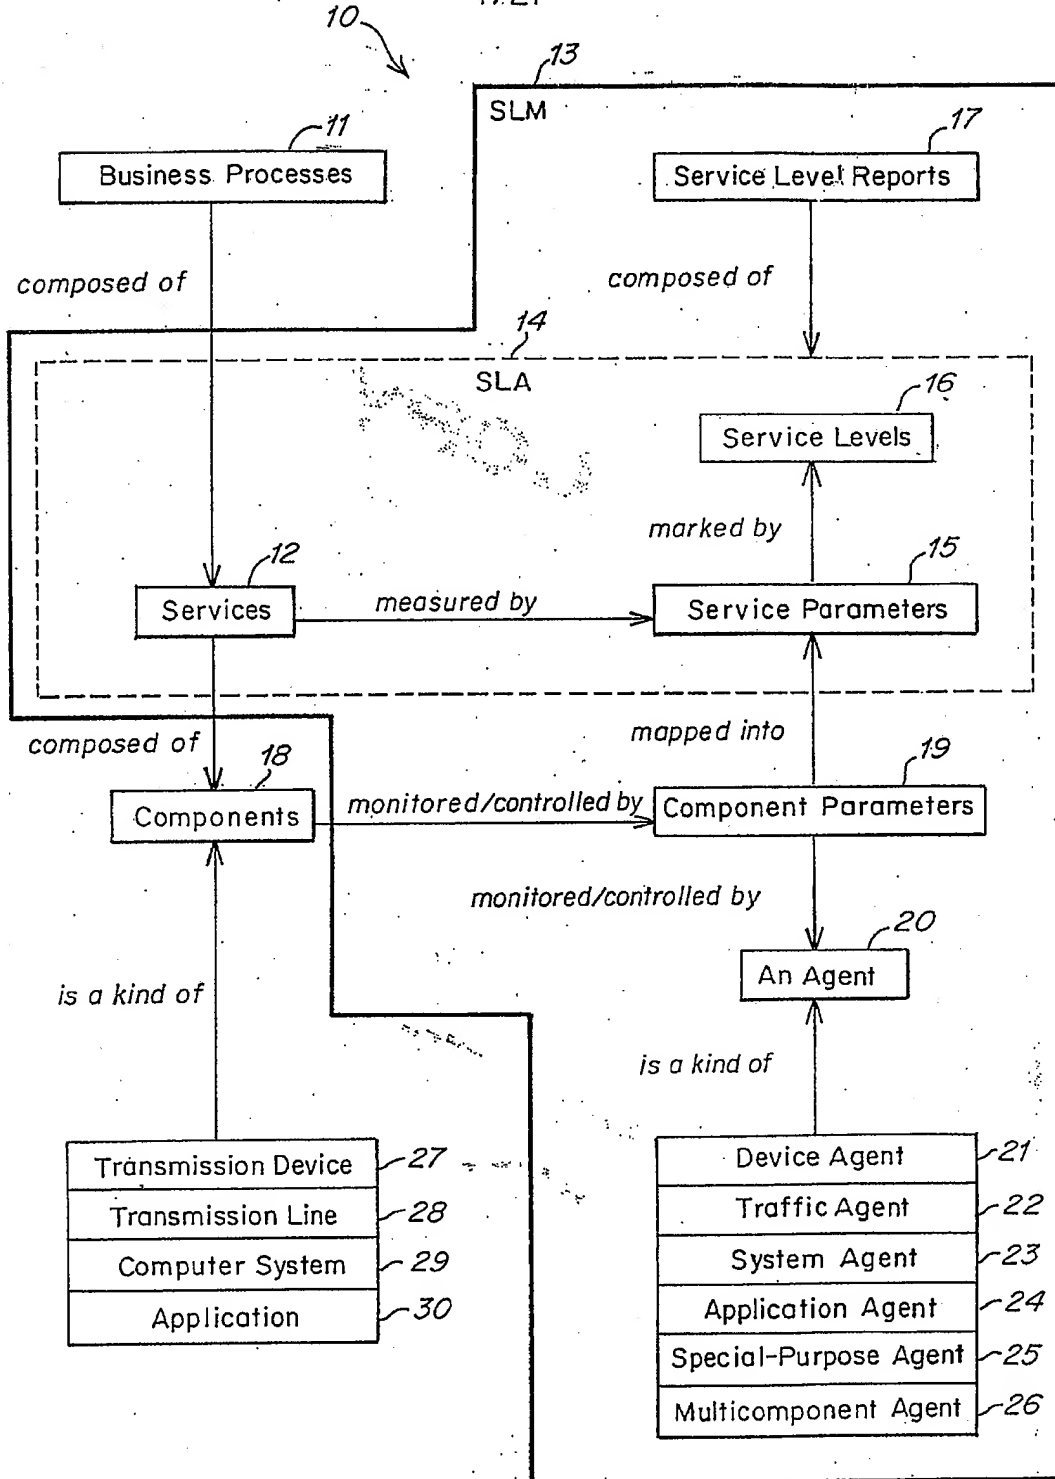 10
13
SLM
11
Business Processes
17
Service Level Reports
composed of
composed of
14
SLA
16
Service Levels
marked by
12
Services
measured by
15
Service Parameters
composed of
mapped into
18
Components
monitored/controlled by
19
Component Parameters
monitored/controlled by
20
An Agent
is a kind of
is a kind of
Transmission Device 27
Transmission Line 28
Computer System 29
Application 30
Device Agent 21
Traffic Agent 22
System Agent 23
Application Agent 24
Special-Purpose Agent 25
Multicomponent Agent 26